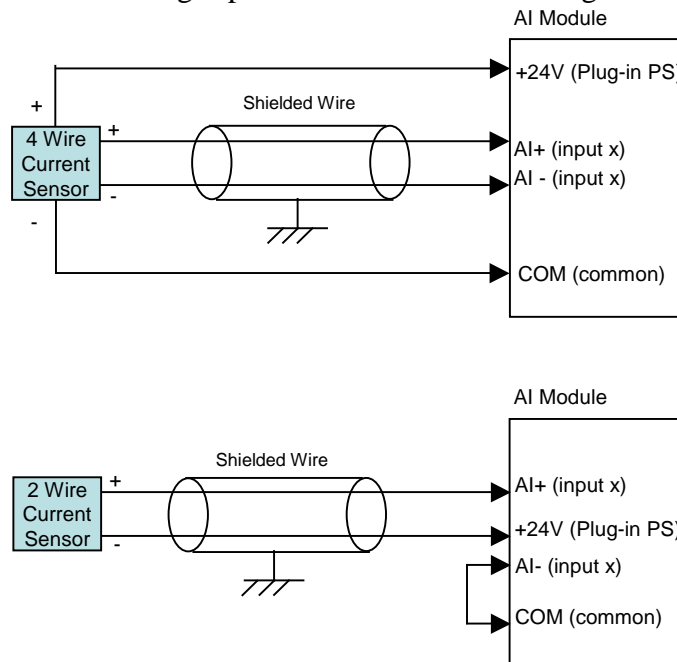 AI Module
+24V (Plug-in PS)
+
Shielded Wire
4 Wire
Current
Sensor
+
-
AI+ (input x)
AI - (input x)
-
COM (common)
AI Module
Shielded Wire
2 Wire
Current
Sensor
+
-
AI+ (input x)
+24V (Plug-in PS)
AI- (input x)
COM (common)